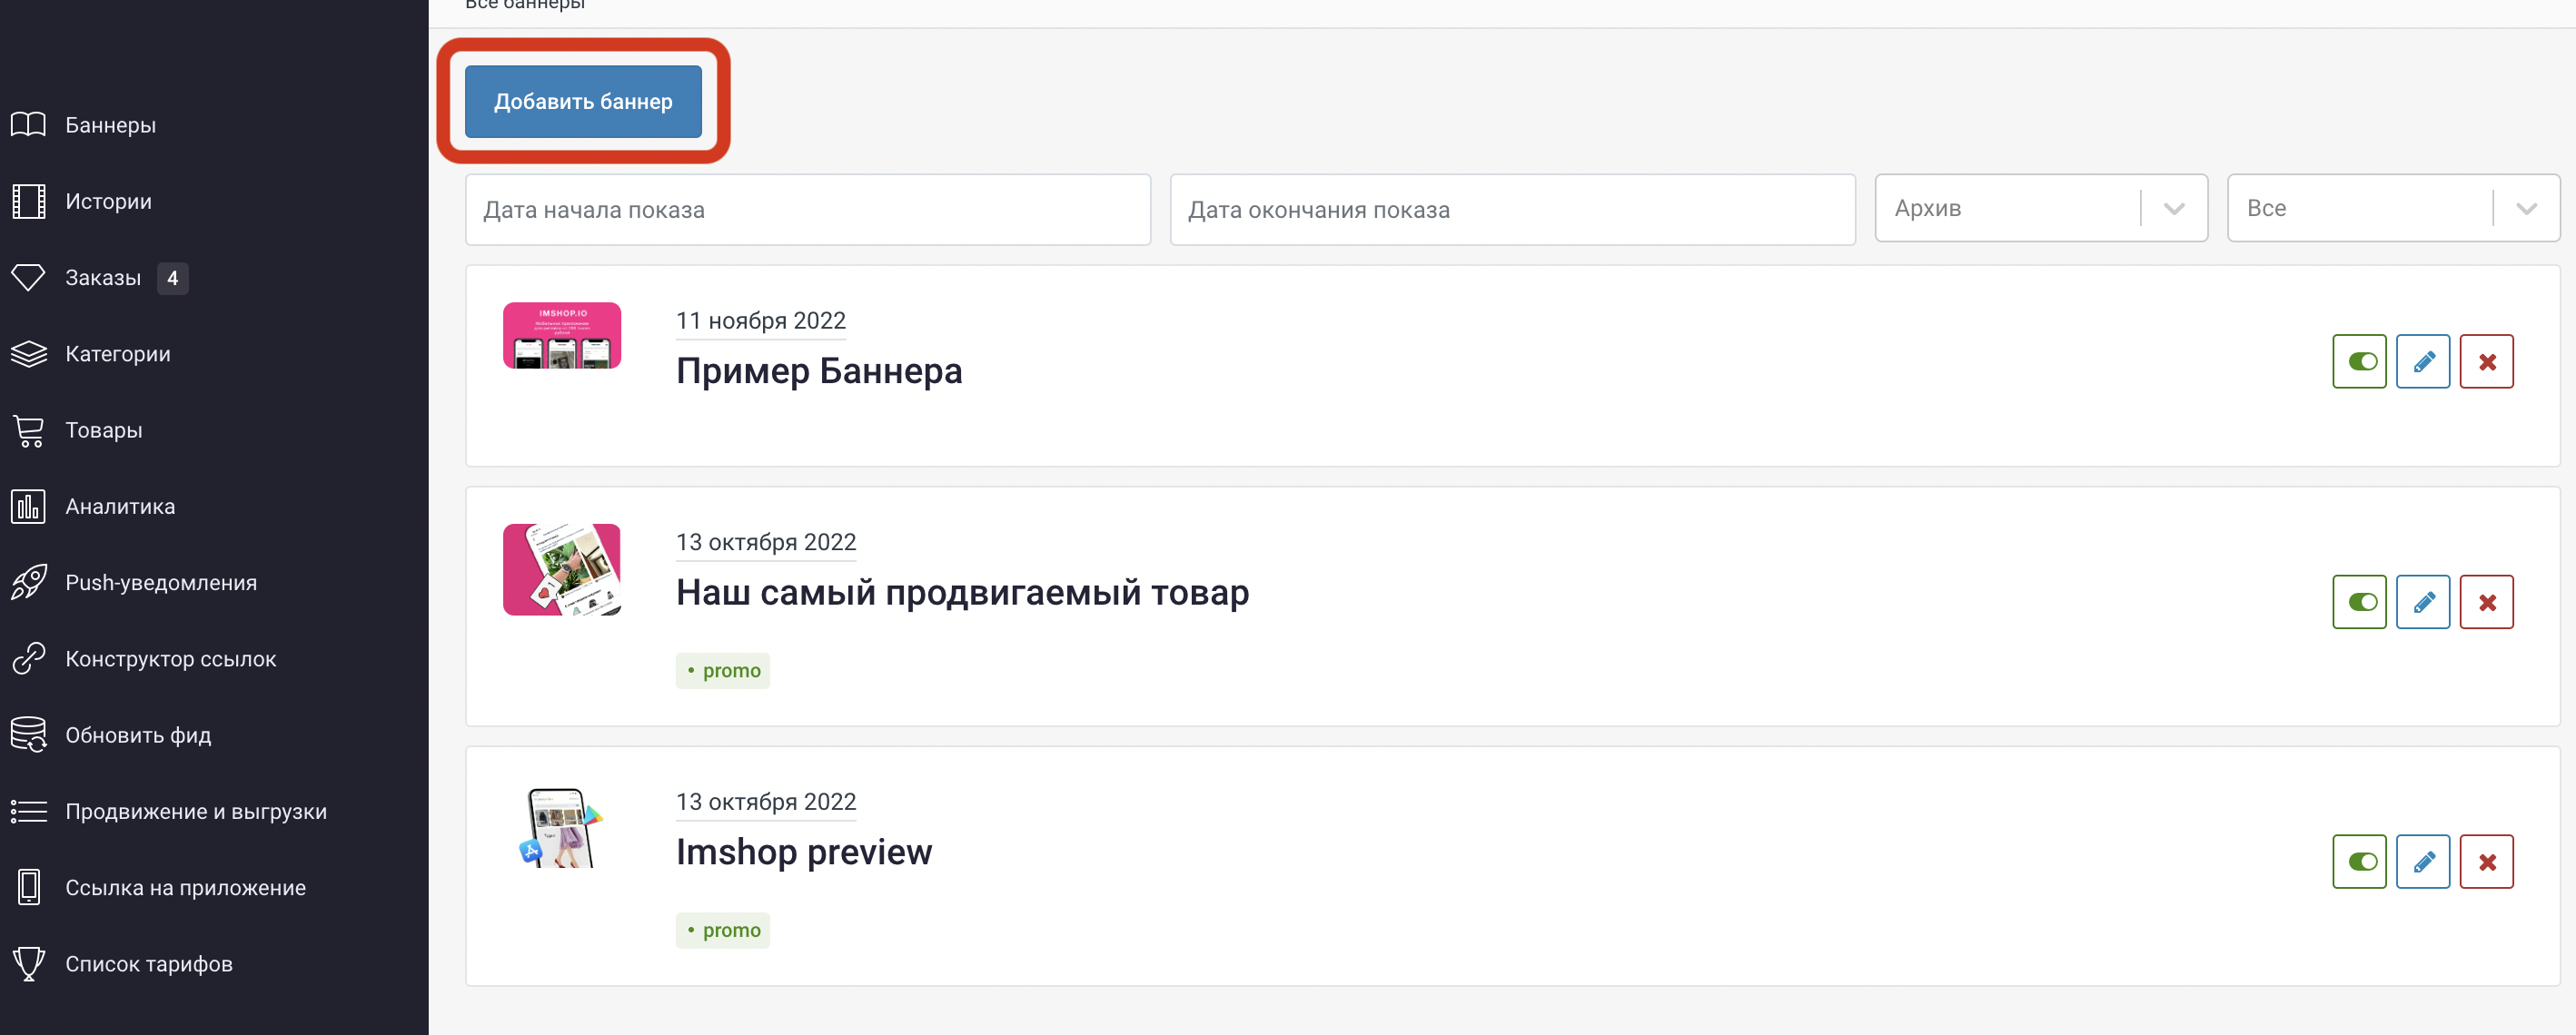 Все баннеры
Добавить баннер
Баннеры
Истории
Заказы 4
Категории
Товары
Аналитика
Push-уведомления
Конструктор ссылок
Обновить фид
Продвижение и выгрузки
Ссылка на приложение
Список тарифов
Дата начала показа
Дата окончания показа
Архив
Все
IMSHOP.IO
11 ноября 2022
Пример Баннера
13 октября 2022
Наш самый продвигаемый товар
• promo
13 октября 2022
Imshop preview
• promo